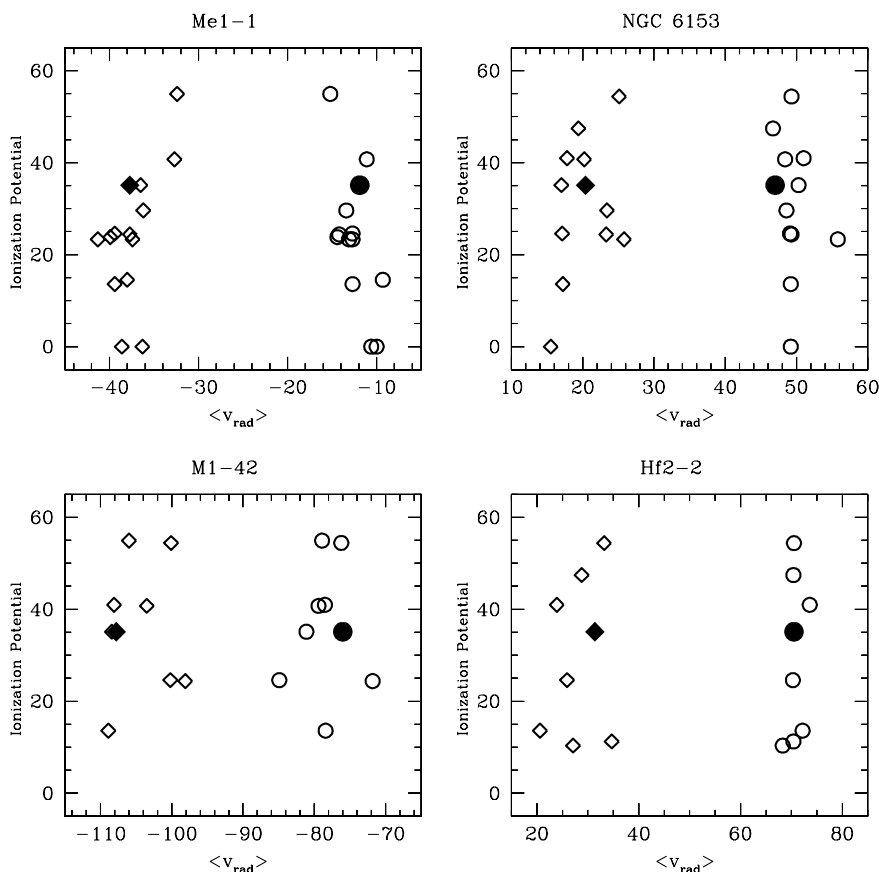 Me1-1
NGC 6153
Ionization Potential
60
40
20
0
-40 -30 -20 -10
<v_rad>
Ionization Potential
60
40
20
0
10 20 30 40 50 60
<v_rad>
M1-42
Hf2-2
Ionization Potential
60
40
20
0
-110 -100 -90 -80 -70
<v_rad>
Ionization Potential
60
40
20
0
20 40 60 80
<v_rad>